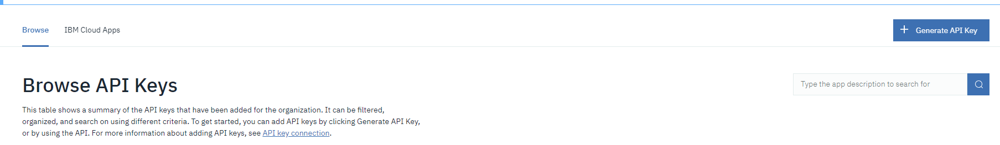 Browse IBM Cloud Apps Generate API Key
Browse API Keys
Type the app description to search for
This table shows a summary of the API keys that have been added for the organization. It can be filtered,
organized, and search on using different criteria. To get started, you can add API keys by clicking Generate API Key,
or by using the API. For more information about adding API keys, see API key connection.